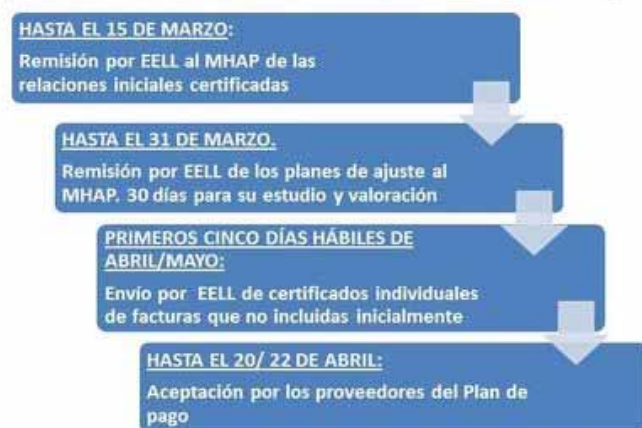 HASTA EL 15 DE MARZO:
Remisión por EELL al MHAP de las
relaciones iniciales certificadas
HASTA EL 31 DE MARZO.
Remisión por EELL de los planes de ajuste al
MHAP. 30 días para su estudio y valoración
PRIMEROS CINCO DÍAS HÁBILES DE
ABRIL/MAYO:
Envío por EELL de certificados individuales
de facturas que no incluidas inicialmente
HASTA EL 20/ 22 DE ABRIL:
Aceptación por los proveedores del Plan de
pago